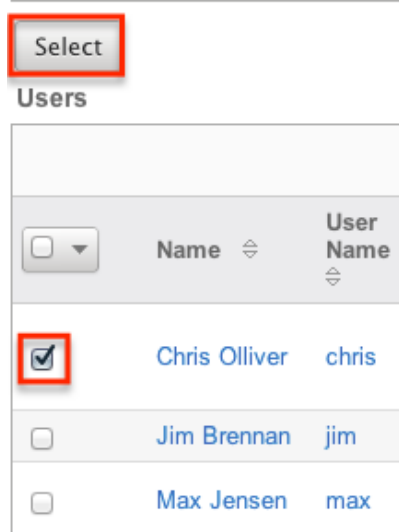 Select
Users
Name
User
Name
Chris Olliver chris
Jim Brennan jim
Max Jensen max